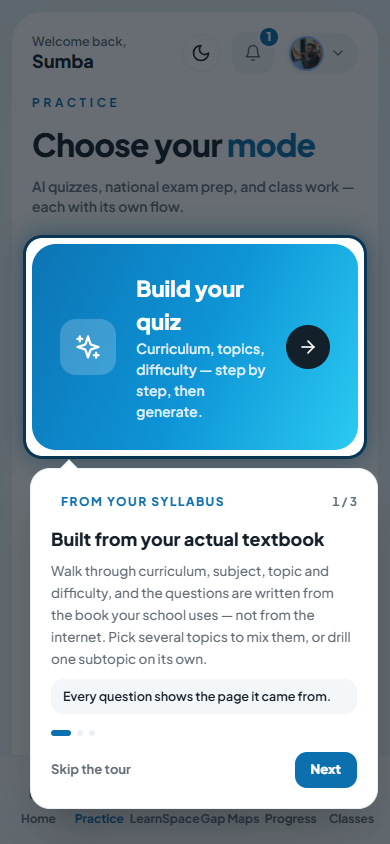 Welcome back,
Sumba
1
PRACTICE
Choose your mode
AI quizzes, national exam prep, and class work —
each with its own flow.
Build your
quiz
Curriculum, topics,
difficulty — step by
step, then
generate.
FROM YOUR SYLLABUS 1/3
Built from your actual textbook
Walk through curriculum, subject, topic and
difficulty, and the questions are written from
the book your school uses — not from the
internet. Pick several topics to mix them, or drill
one subtopic on its own.
Every question shows the page it came from.
Skip the tour Next
Home Practice LearnSpace Gap Maps Progress Classes